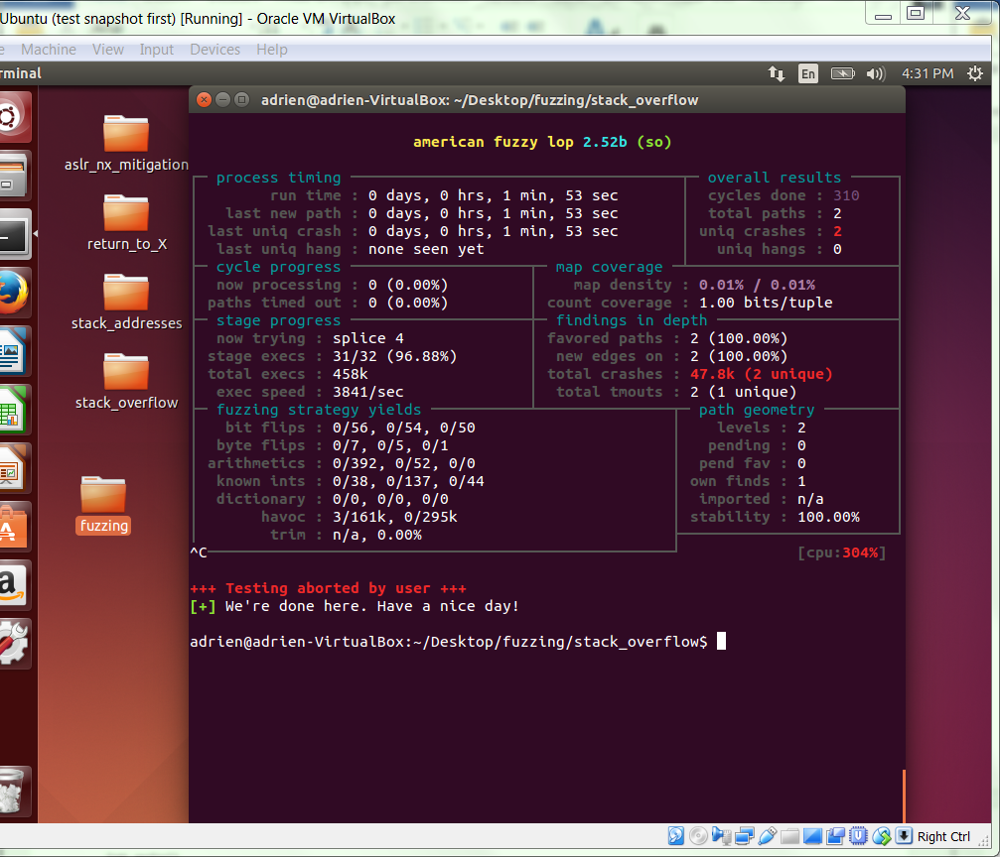 Ubuntu (test snapshot first) [Running] - Oracle VM VirtualBox
Machine View Input Devices Help
En 4:31 PM
adrien@adrien-VirtualBox: ~/Desktop/fuzzing/stack_overflow
aslr_nx_mitigation
return_to_X
stack_addresses
stack_overflow
fuzzing
american fuzzy lop 2.52b (so)
process timing overall results
run time : 0 days, 0 hrs, 1 min, 53 sec cycles done : 310
last new path : 0 days, 0 hrs, 1 min, 53 sec total paths : 2
last uniq crash : 0 days, 0 hrs, 1 min, 53 sec uniq crashes : 2
last uniq hang : none seen yet uniq hangs : 0
cycle progress map coverage
now processing : 0 (0.00%) map density : 0.01% / 0.01%
paths timed out : 0 (0.00%) count coverage : 1.00 bits/tuple
stage progress findings in depth
now trying : splice 4 favored paths : 2 (100.00%)
stage execs : 31/32 (96.88%) new edges on : 2 (100.00%)
total execs : 458k total crashes : 47.8k (2 unique)
exec speed : 3841/sec total tmouts : 2 (1 unique)
fuzzing strategy yields path geometry
bit flips : 0/56, 0/54, 0/50 levels : 2
byte flips : 0/7, 0/5, 0/1 pending : 0
arithmetics : 0/392, 0/52, 0/0 pend fav : 0
known ints : 0/38, 0/137, 0/44 own finds : 1
dictionary : 0/0, 0/0, 0/0 imported : n/a
havoc : 3/161k, 0/295k stability : 100.00%
trim : n/a, 0.00%
^C [cpu:304%]
+++ Testing aborted by user +++
[+] We're done here. Have a nice day!
adrien@adrien-VirtualBox:~/Desktop/fuzzing/stack_overflow$
Right Ctrl